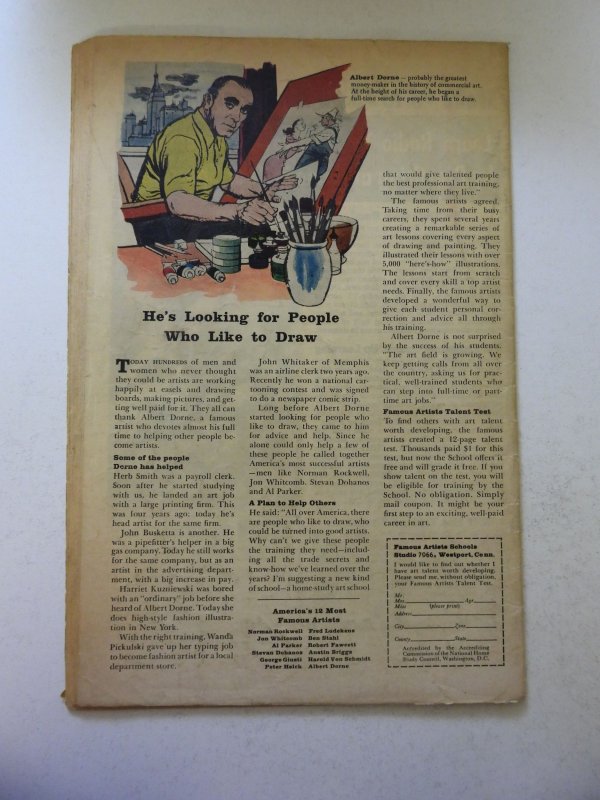 Albert Dorne — probably the greatest
money-maker in the history of commercial art.
At the height of his career, he began a
full-time search for people who like to draw.
He's Looking for People
Who Like to Draw
TODAY HUNDREDS of men and
women who never thought
they could be artists are working
happily at easels and drawing
boards, making pictures, and get-
ting well paid for it. They all can
thank Albert Dorne, a famous
artist who devotes almost his full
time to helping other people be-
come artists.
Some of the people
Dorne has helped
Herb Smith was a payroll clerk.
Soon after he started studying
with us, he landed an art job
with a large printing firm. This
was four years ago: today he's
head artist for the same firm.
John Busketta is another. He
was a pipefitter's helper in a big
gas company. Today he still works
for the same company, but as an
artist in the advertising depart-
ment, with a big increase in pay.
Harriet Kuzniewski was bored
with an "ordinary" job before she
heard of Albert Dorne. Today she
does high-style fashion illustra-
tion in New York.
With the right training, Wanda
Pickulski gave up her typing job
to become fashion artist for a local
department store.
John Whitaker of Memphis
was an airline clerk two years ago.
Recently he won a national car-
tooning contest and was signed
to do a newspaper comic strip.
Long before Albert Dorne
started looking for people who
like to draw, they came to him
for advice and help. Since he
alone could only help a few of
these people he called together
America's most successful artists
—men like Norman Rockwell,
Jon Whitcomb, Stevan Dohanos
and Al Parker.
A Plan to Help Others
He said: "All over America, there
are people who like to draw, who
could be turned into good artists.
Why can't we give these people
the training they need—includ-
ing all the trade secrets and
know-how we've learned over the
years? I'm suggesting a new kind
of school—a home-study art school
America's 12 Most
Famous Artists
Norman Rockwell Fred Ludekens
Jon Whitcomb Ben Stahl
Al Parker Robert Fawcett
Stevan Dohanos Austin Briggs
George Giusti Harold Von Schmidt
Peter Helck Albert Dorne
that would give talented people
the best professional art training,
no matter where they live."
The famous artists agreed.
Taking time from their busy
careers, they spent several years
creating a remarkable series of
art lessons covering every aspect
of drawing and painting. They
illustrated their lessons with over
5,000 "here's-how" illustrations.
The lessons start from scratch
and cover every skill a top artist
needs. Finally, the famous artists
developed a wonderful way to
give each student personal cor-
rection and advice all through
his training.
Albert Dorne is not surprised
by the success of his students.
"The art field is growing. We
keep getting calls from all over
the country, asking us for prac-
tical, well-trained students who
can step into full-time or part-
time art jobs."
Famous Artists Talent Test
To find others with art talent
worth developing, the famous
artists created a 12-page talent
test. Thousands paid $1 for this
test, but now the School offers it
free and will grade it free. If you
show talent on the test, you will
be eligible for training by the
School. No obligation. Simply
mail coupon. It might be your
first step to an exciting, well-paid
career in art.
Famous Artists Schools
Studio 7066, Westport, Conn.
I would like to find out whether I
have art talent worth developing.
Please send me, without obligation,
your Famous Artists Talent Test.
Mr.
Mrs. Age
Miss (please print)
Address
City Zone
County State
Accredited by the Accrediting
Commission of the National Home
Study Council, Washington, D.C.